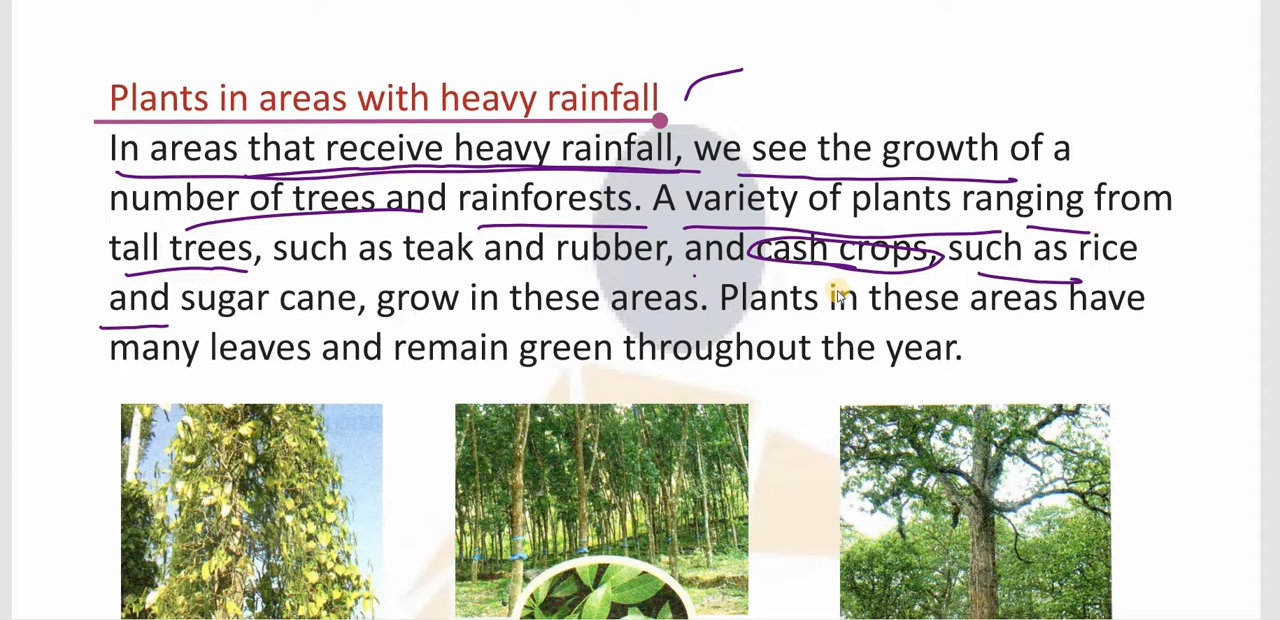 Plants in areas with heavy rainfall
In areas that receive heavy rainfall, we see the growth of a
number of trees and rainforests. A variety of plants ranging from
tall trees, such as teak and rubber, and cash crops, such as rice
and sugar cane, grow in these areas. Plants in these areas have
many leaves and remain green throughout the year.